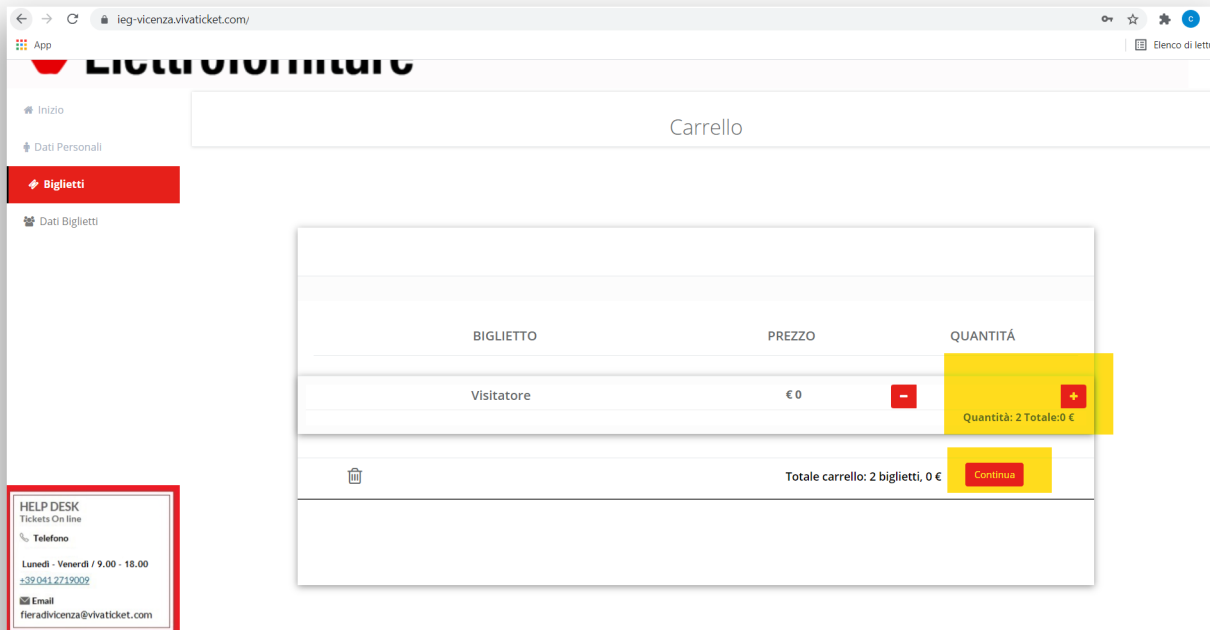 ieg-vicenza.vivaticket.com/
App
Elenco di lett
Elettroforniture
Inizio
Carrello
Dati Personali
Biglietti
Dati Biglietti
BIGLIETTO PREZZO QUANTITÁ
Visitatore € 0 - +
Quantità: 2 Totale:0 €
Totale carrello: 2 biglietti, 0 € Continua
HELP DESK
Tickets On line
Telefono
Lunedì - Venerdì / 9.00 - 18.00
+39 041 2719009
Email
fieradivicenza@vivaticket.com